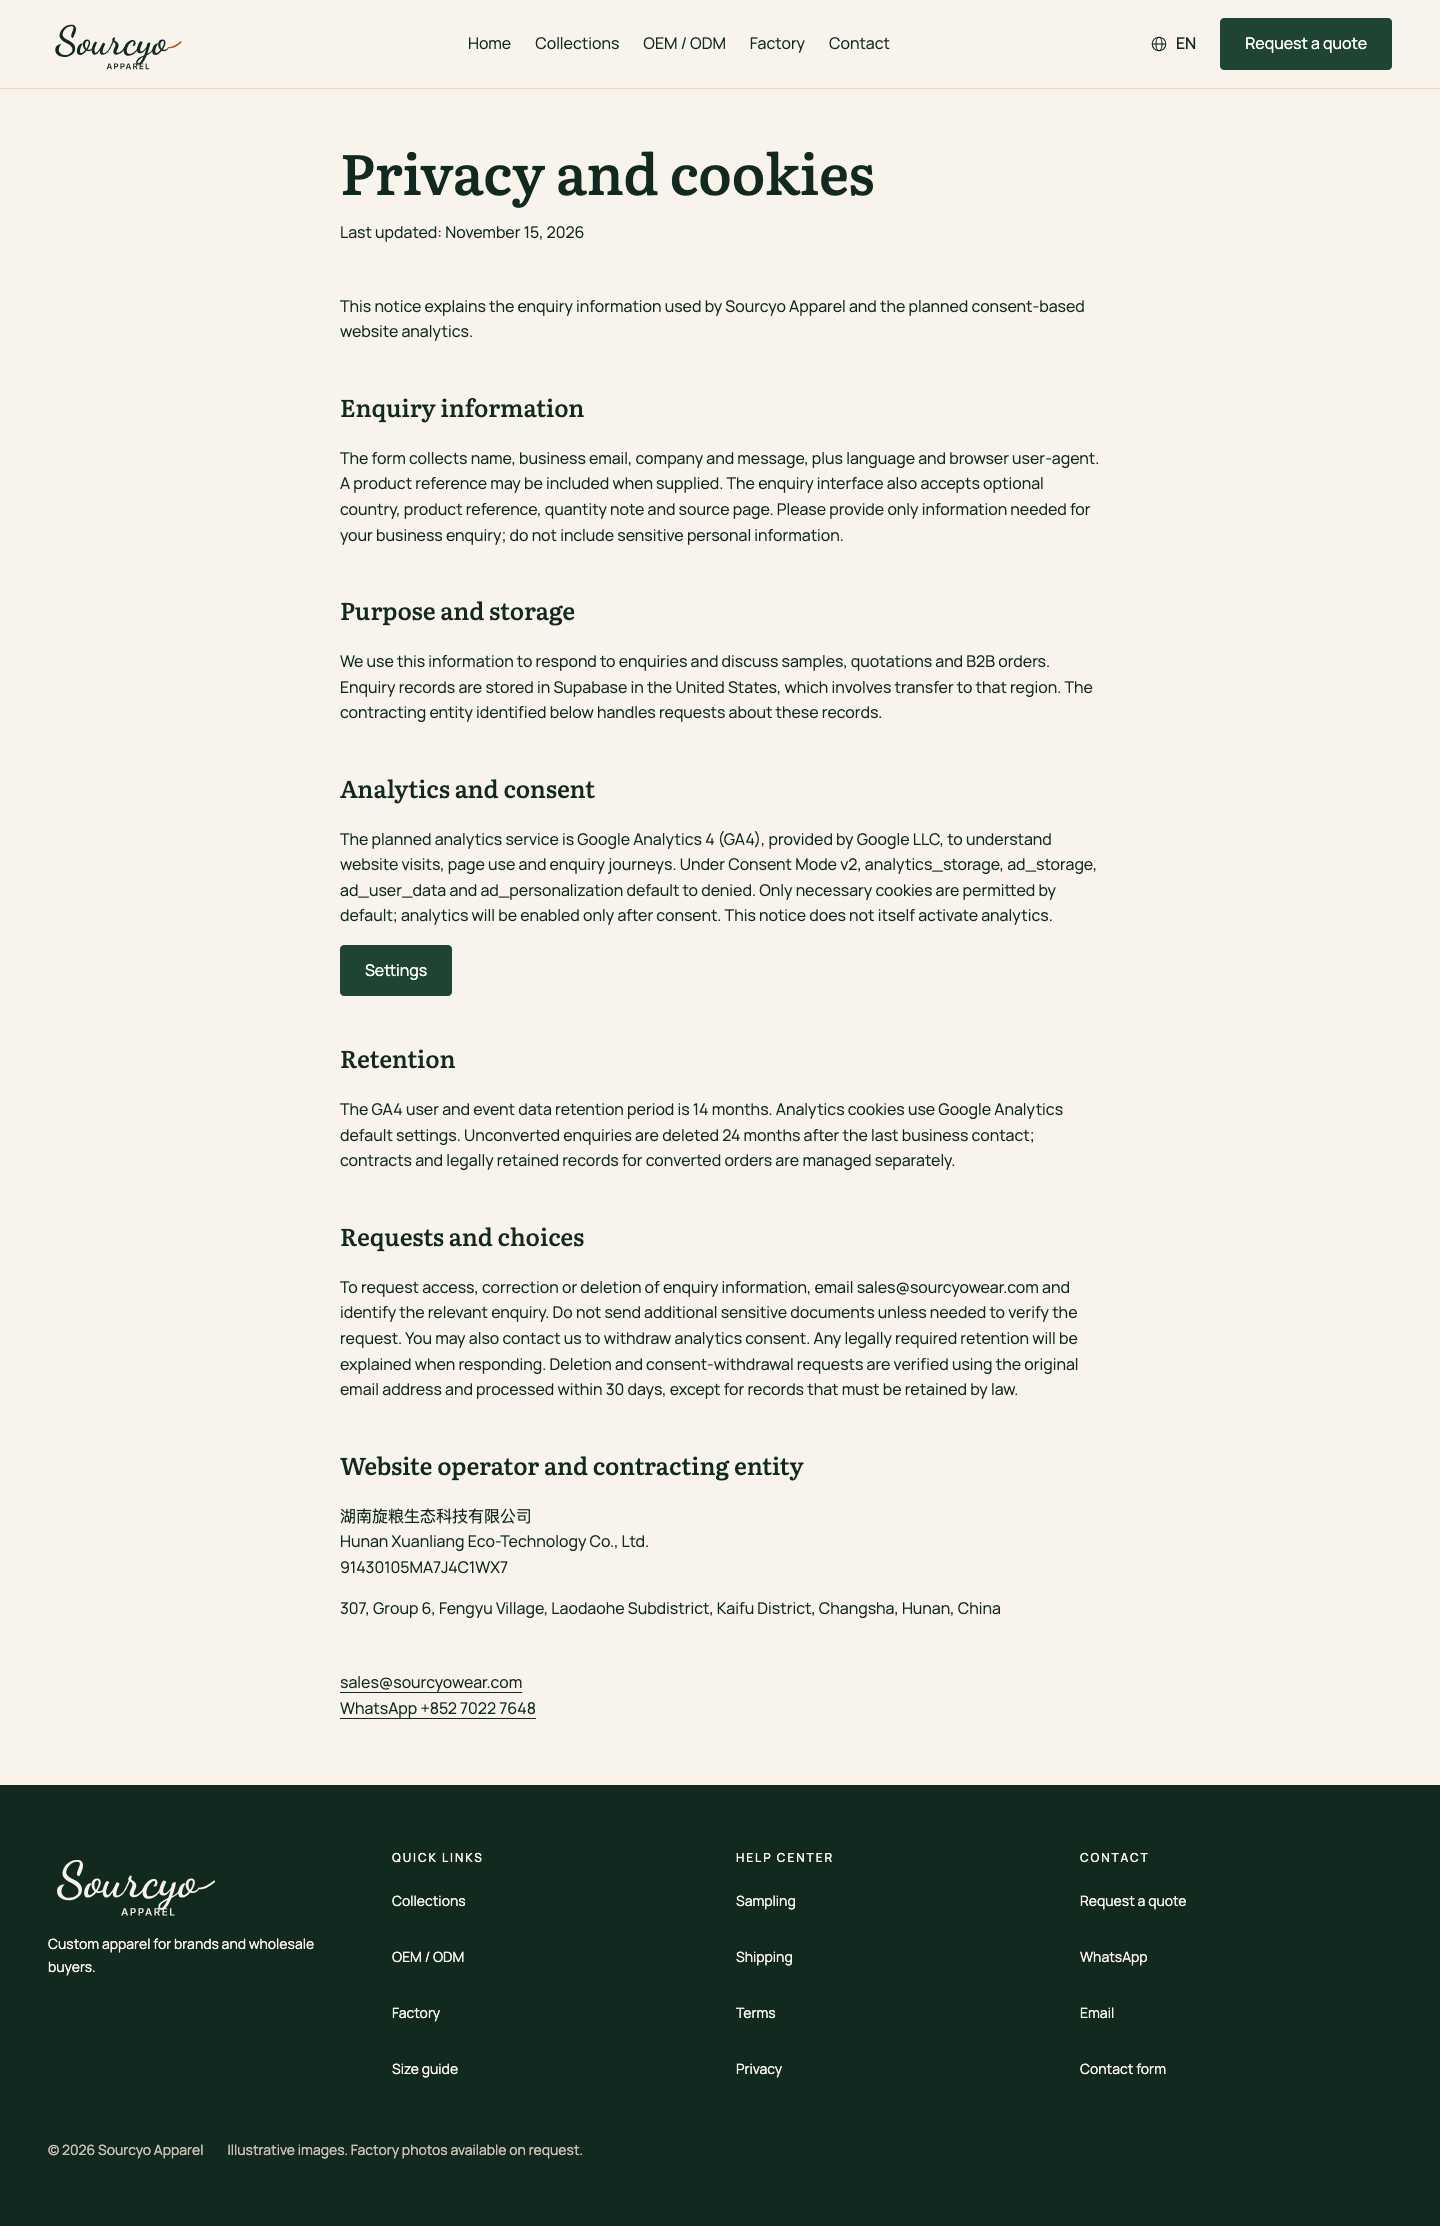 Sourcyo
APPAREL
Home Collections OEM / ODM Factory Contact
EN
Request a quote
Privacy and cookies
Last updated: November 15, 2026
This notice explains the enquiry information used by Sourcyo Apparel and the planned consent-based
website analytics.
Enquiry information
The form collects name, business email, company and message, plus language and browser user-agent.
A product reference may be included when supplied. The enquiry interface also accepts optional
country, product reference, quantity note and source page. Please provide only information needed for
your business enquiry; do not include sensitive personal information.
Purpose and storage
We use this information to respond to enquiries and discuss samples, quotations and B2B orders.
Enquiry records are stored in Supabase in the United States, which involves transfer to that region. The
contracting entity identified below handles requests about these records.
Analytics and consent
The planned analytics service is Google Analytics 4 (GA4), provided by Google LLC, to understand
website visits, page use and enquiry journeys. Under Consent Mode v2, analytics_storage, ad_storage,
ad_user_data and ad_personalization default to denied. Only necessary cookies are permitted by
default; analytics will be enabled only after consent. This notice does not itself activate analytics.
Settings
Retention
The GA4 user and event data retention period is 14 months. Analytics cookies use Google Analytics
default settings. Unconverted enquiries are deleted 24 months after the last business contact;
contracts and legally retained records for converted orders are managed separately.
Requests and choices
To request access, correction or deletion of enquiry information, email sales@sourcyowear.com and
identify the relevant enquiry. Do not send additional sensitive documents unless needed to verify the
request. You may also contact us to withdraw analytics consent. Any legally required retention will be
explained when responding. Deletion and consent-withdrawal requests are verified using the original
email address and processed within 30 days, except for records that must be retained by law.
Website operator and contracting entity
湖南旋粮生态科技有限公司
Hunan Xuanliang Eco-Technology Co., Ltd.
91430105MA7J4C1WX7
307, Group 6, Fengyu Village, Laodaohe Subdistrict, Kaifu District, Changsha, Hunan, China
sales@sourcyowear.com
WhatsApp +852 7022 7648
Sourcyo
APPAREL
Custom apparel for brands and wholesale
buyers.
QUICK LINKS
Collections
OEM / ODM
Factory
Size guide
HELP CENTER
Sampling
Shipping
Terms
Privacy
CONTACT
Request a quote
WhatsApp
Email
Contact form
© 2026 Sourcyo Apparel
Illustrative images. Factory photos available on request.